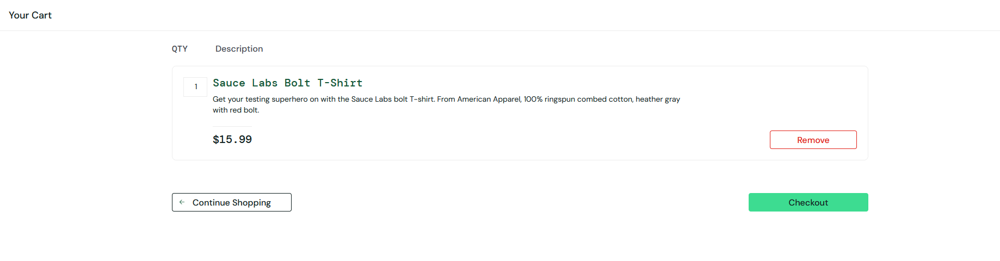 Your Cart
QTY Description
1 Sauce Labs Bolt T-Shirt
Get your testing superhero on with the Sauce Labs bolt T-shirt. From American Apparel, 100% ringspun combed cotton, heather gray
with red bolt.
$15.99 Remove
Continue Shopping Checkout